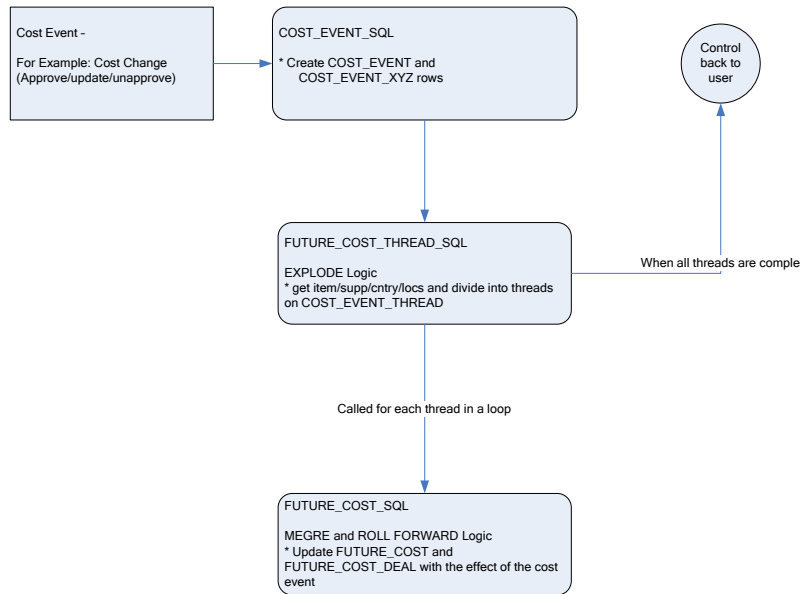 Cost Event -
For Example: Cost Change
(Approve/update/unapprove)
COST_EVENT_SQL
* Create COST_EVENT and
COST_EVENT_XYZ rows
Control
back to
user
FUTURE_COST_THREAD_SQL
EXPLODE Logic
* get item/supp/cntry/locs and divide into threads
on COST_EVENT_THREAD
When all threads are comple
Called for each thread in a loop
FUTURE_COST_SQL
MEGRE and ROLL FORWARD Logic
* Update FUTURE_COST and
FUTURE_COST_DEAL with the effect of the cost
event